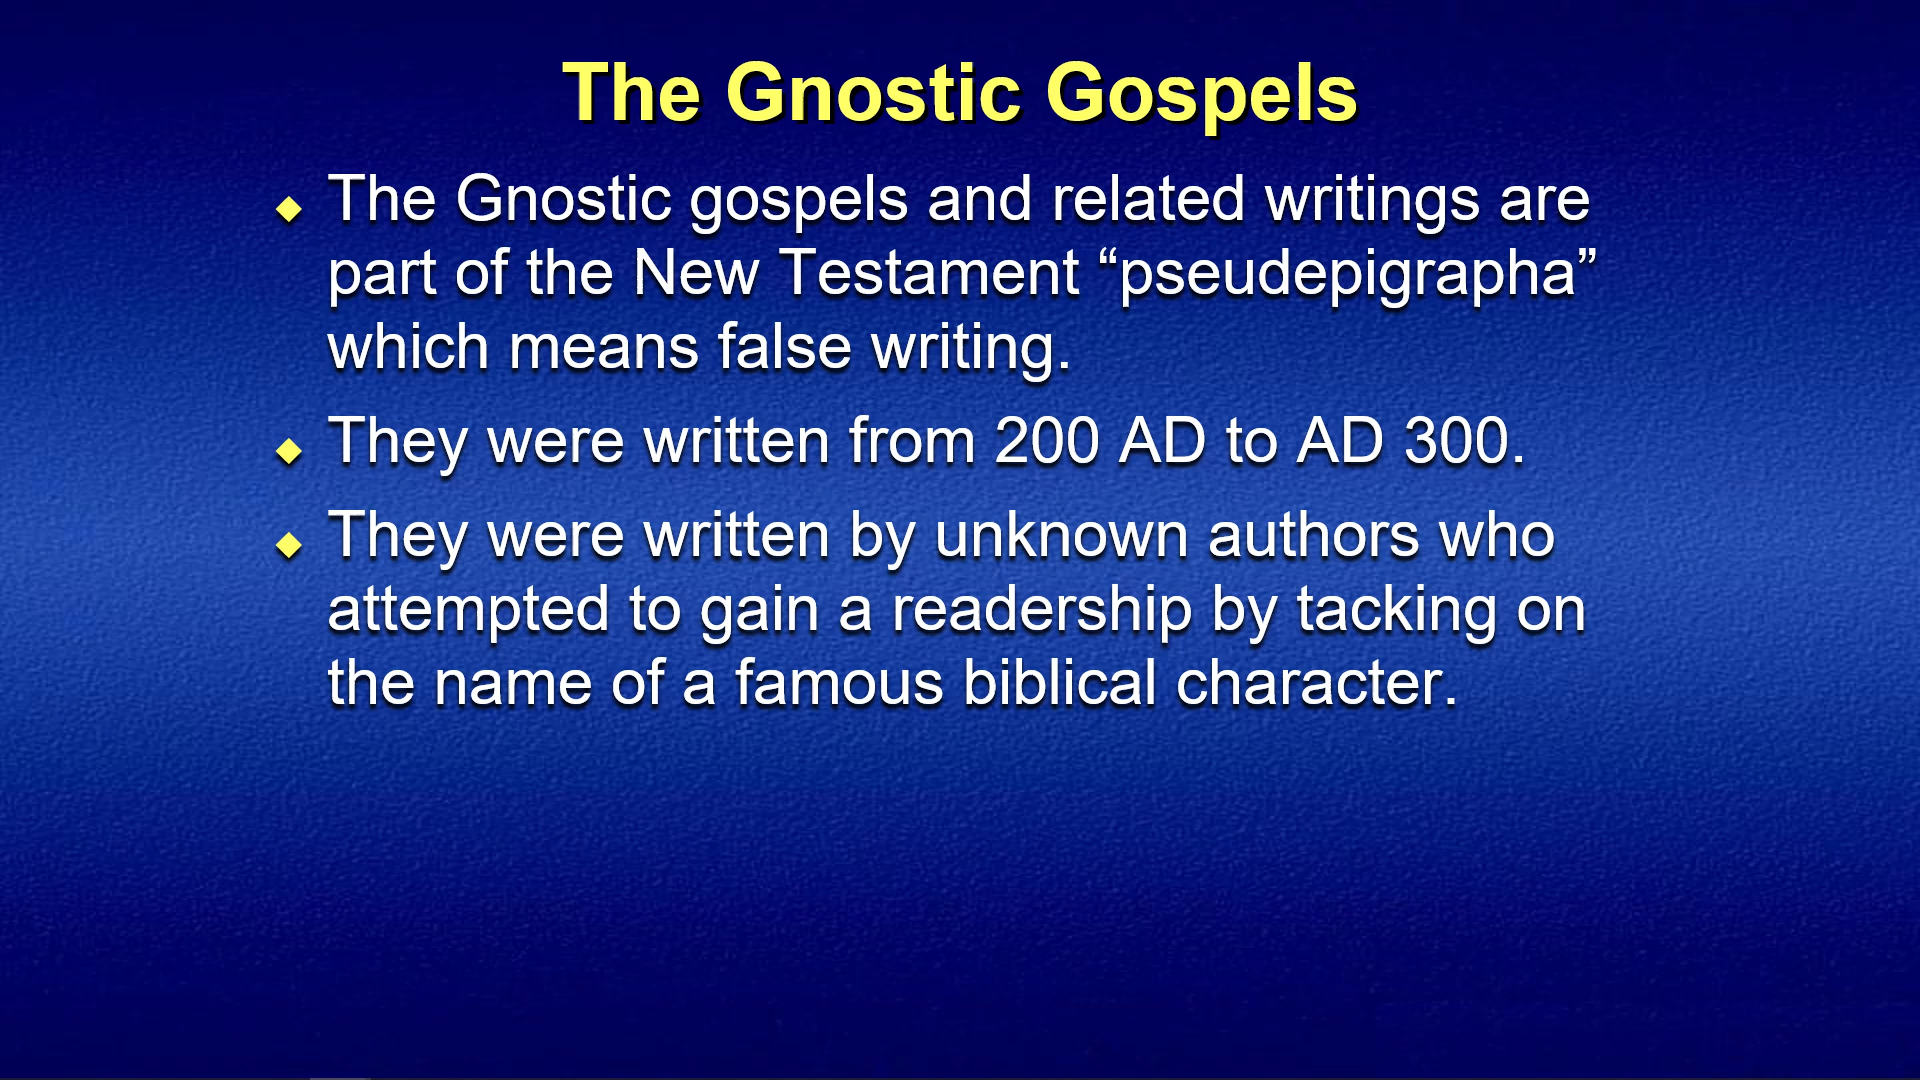 The Gnostic Gospels
The Gnostic gospels and related writings are
part of the New Testament “pseudepigrapha”
which means false writing.
They were written from 200 AD to AD 300.
They were written by unknown authors who
attempted to gain a readership by tacking on
the name of a famous biblical character.